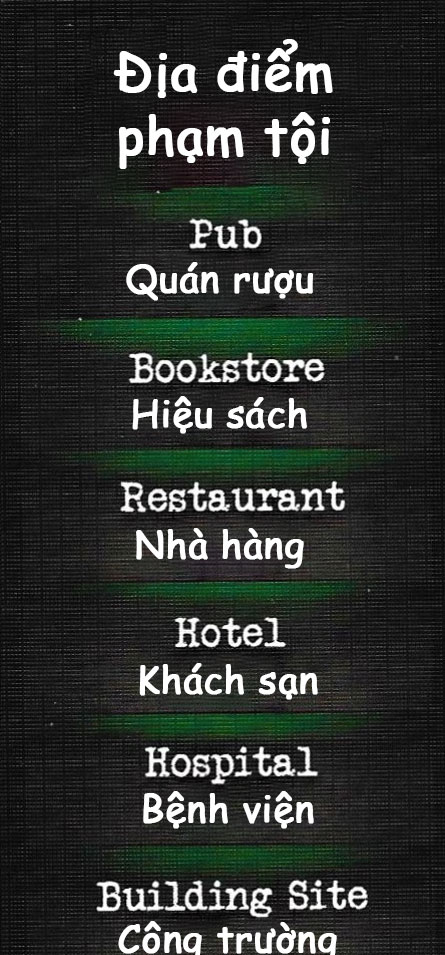 Địa điểm
phạm tội
Pub
Quán rượu
Bookstore
Hiệu sách
Restaurant
Nhà hàng
Hotel
Khách sạn
Hospital
Bệnh viện
Building Site
Công trường